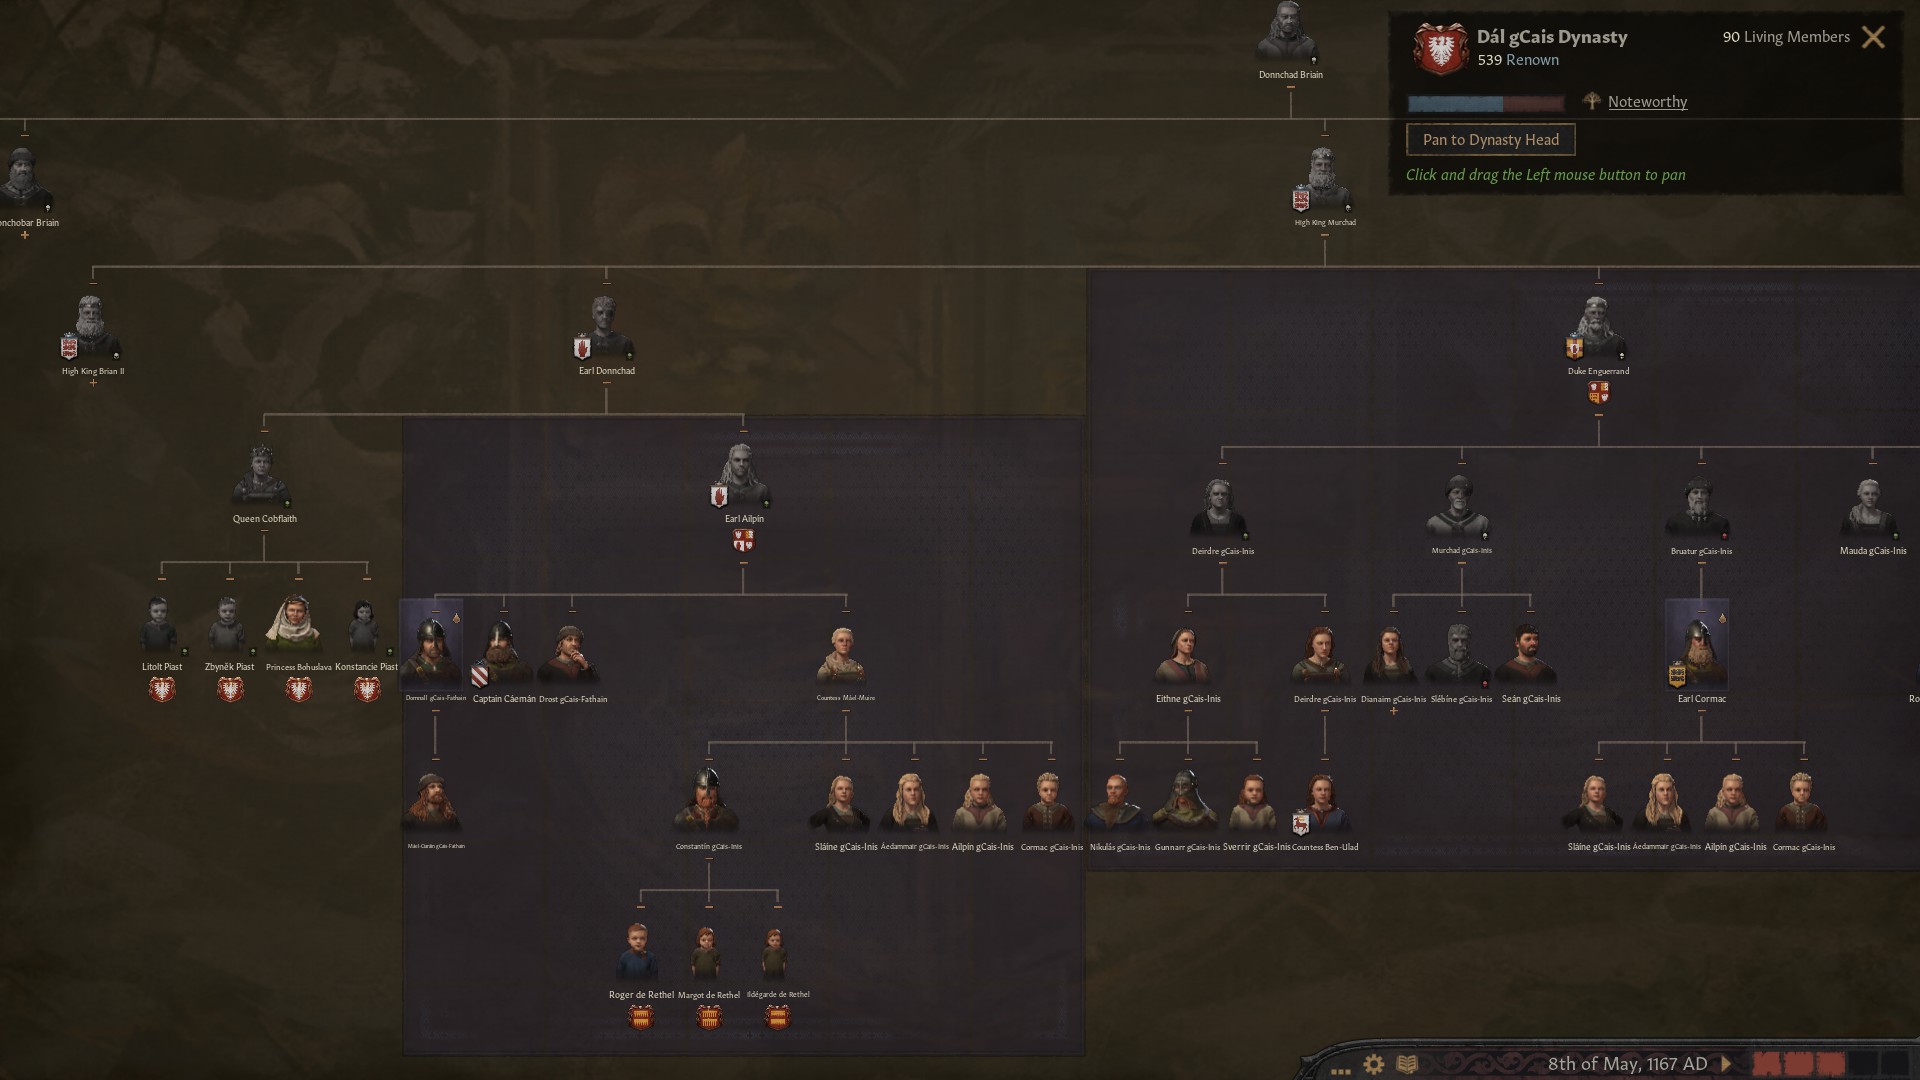 Donnchad Briain
Dál gCais Dynasty
90 Living Members
539 Renown
Noteworthy
Pan to Dynasty Head
Click and drag the Left mouse button to pan
onchobar Briain
High King Murchad
High King Brian II
Earl Donnchad
Duke Enguerrand
Queen Cobflaith
Earl Ailpín
Deirdre gCais-Inis
Murchad gCais-Inis
Bruatur gCais-Inis
Mauda gCais-Inis
Litolt Piast
Zbyněk Piast
Princess Bohuslava
Konstancie Piast
Domnall gCais-Fathain
Captain Cáemán
Drost gCais-Fathain
Countess Máel-Muire
Eithne gCais-Inis
Deirdre gCais-Inis
Dianaim gCais-Inis
Slébíne gCais-Inis
Seán gCais-Inis
Earl Cormac
Ro
Constantín gCais-Inis
Sláine gCais-Inis
Áedammair gCais-Inis
Ailpín gCais-Inis
Cormac gCais-Inis
Nikulás gCais-Inis
Gunnarr gCais-Inis
Sverrir gCais-Inis
Countess Ben-Ulad
Sláine gCais-Inis
Áedammair gCais-Inis
Ailpín gCais-Inis
Cormac gCais-Inis
Roger de Rethel
Margot de Rethel
Ildégarde de Rethel
8th of May, 1167 AD